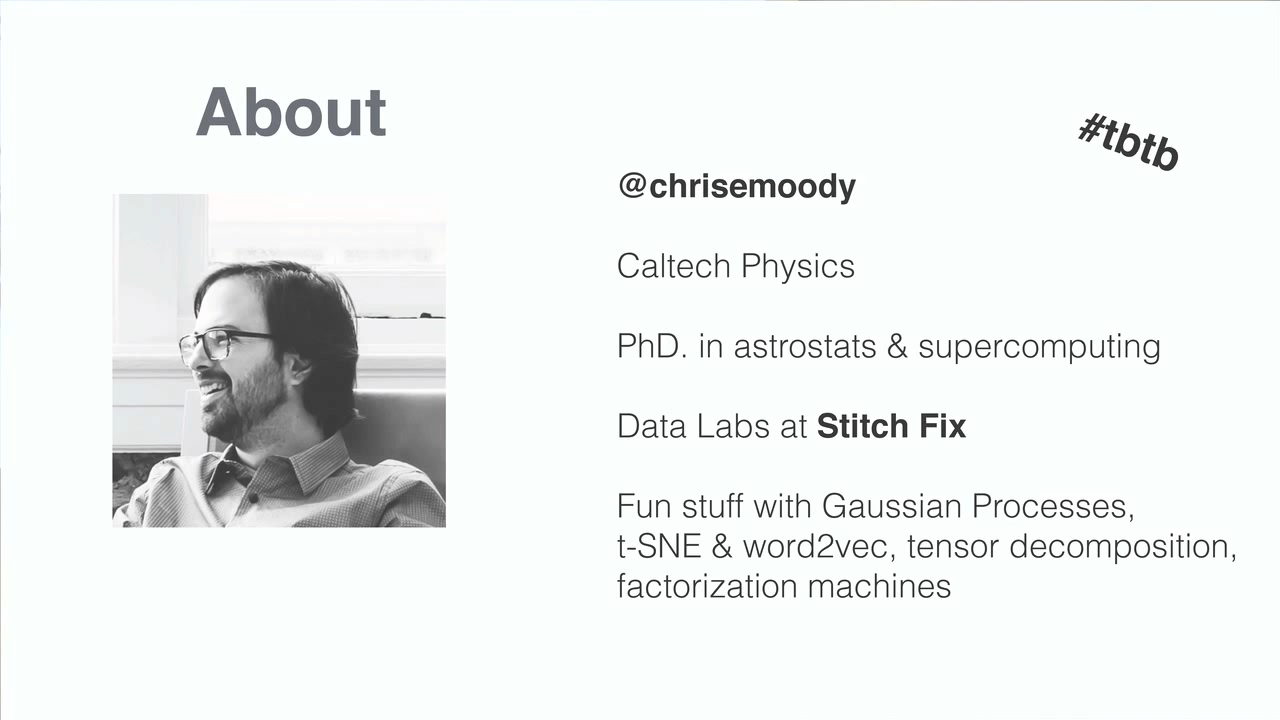 About
#tbtb
@chrisemoody
Caltech Physics
PhD. in astrostats & supercomputing
Data Labs at Stitch Fix
Fun stuff with Gaussian Processes,
t-SNE & word2vec, tensor decomposition,
factorization machines